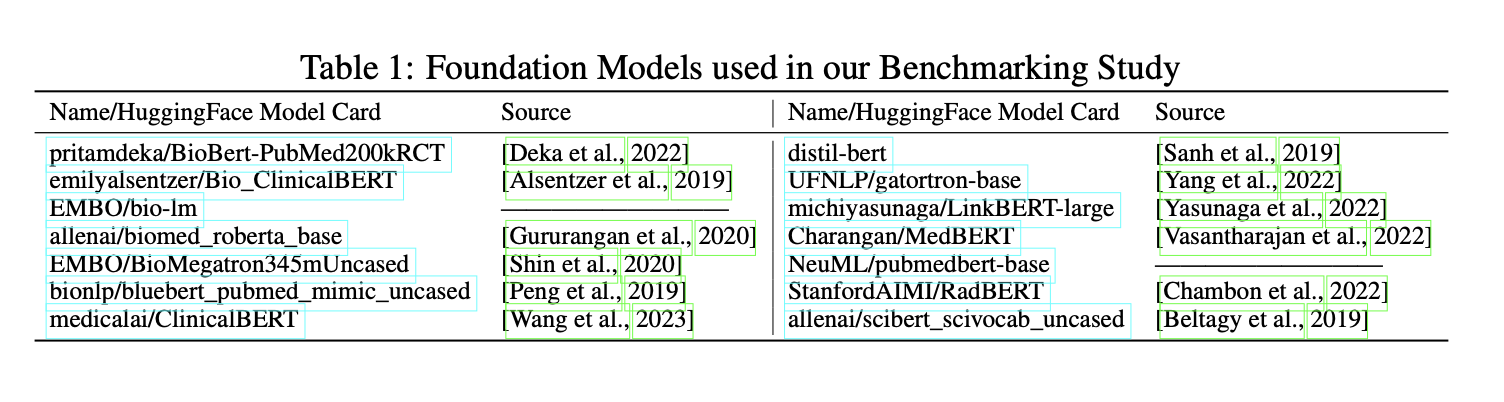 Table 1: Foundation Models used in our Benchmarking Study
Name/HuggingFace Model Card Source Name/HuggingFace Model Card Source
pritamdeka/BioBert-PubMed200kRCT [Deka et al., 2022] distil-bert [Sanh et al., 2019]
emilyalsentzer/Bio_ClinicalBERT [Alsentzer et al., 2019] UFNLP/gatortron-base [Yang et al., 2022]
EMBO/bio-lm michiyasunaga/LinkBERT-large [Yasunaga et al., 2022]
allenai/biomed_roberta_base [Gururangan et al., 2020] Charangan/MedBERT [Vasantharajan et al., 2022]
EMBO/BioMegatron345mUncased [Shin et al., 2020] NeuML/pubmedbert-base
bionlp/bluebert_pubmed_mimic_uncased [Peng et al., 2019] StanfordAIMI/RadBERT [Chambon et al., 2022]
medicalai/ClinicalBERT [Wang et al., 2023] allenai/scibert_scivocab_uncased [Beltagy et al., 2019]